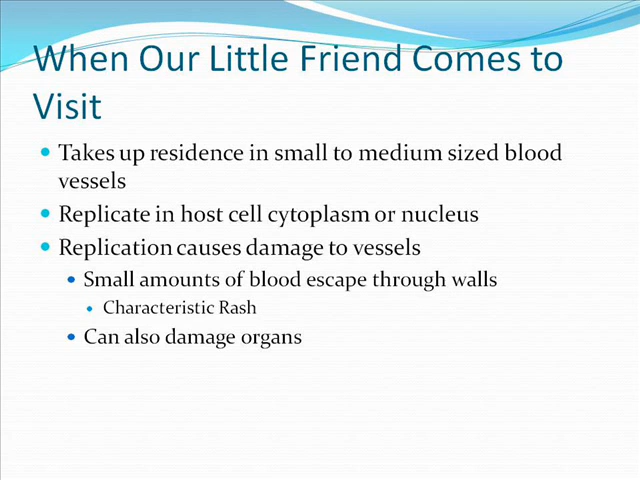 When Our Little Friend Comes to
Visit
Takes up residence in small to medium sized blood
vessels
Replicate in host cell cytoplasm or nucleus
Replication causes damage to vessels
Small amounts of blood escape through walls
Characteristic Rash
Can also damage organs